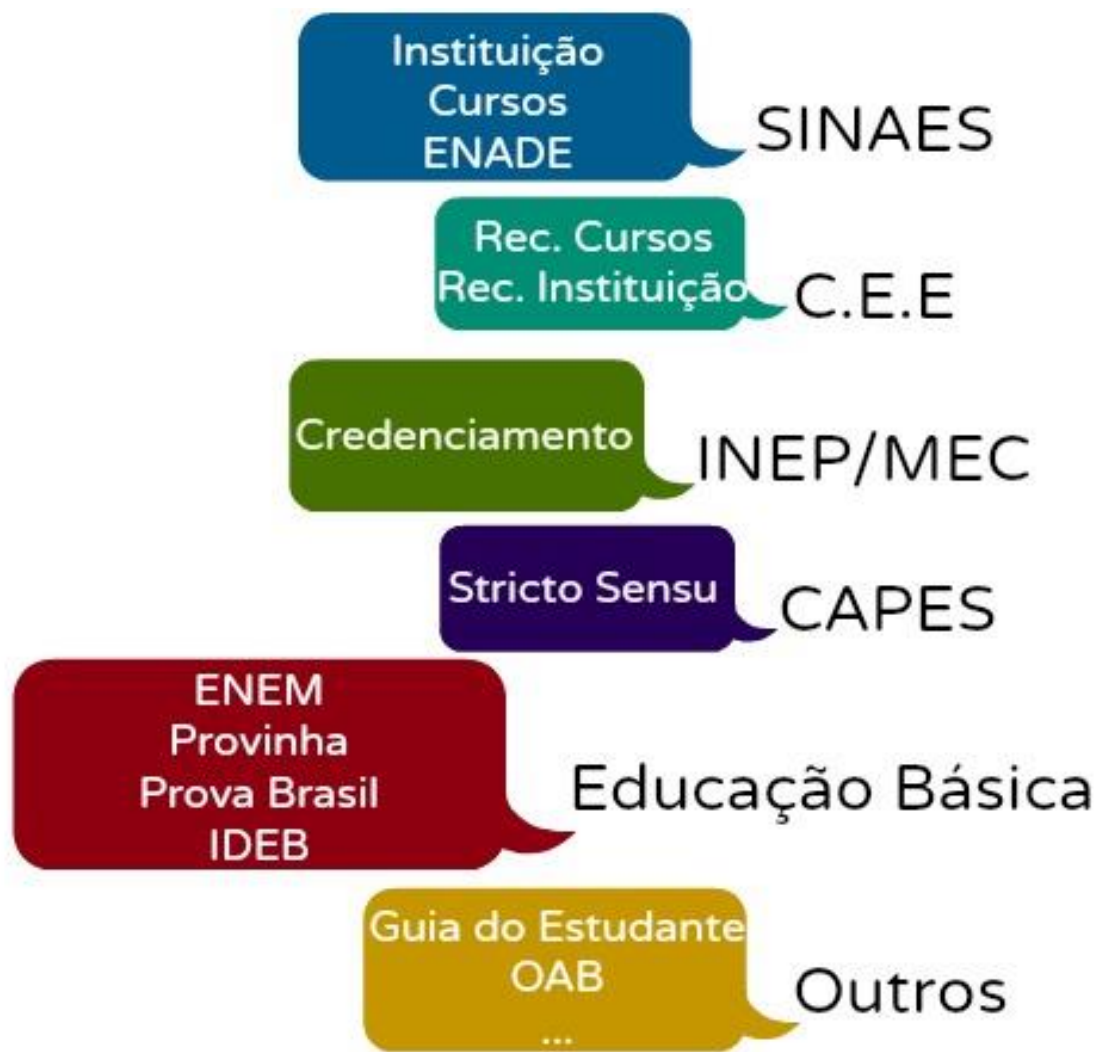 Instituição
Cursos
ENADE
SINAES
Rec. Cursos
Rec. Instituição
C.E.E
Credenciamento
INEP/MEC
Stricto Sensu
CAPES
ENEM
Provinha
Prova Brasil
IDEB
Educação Básica
Guia do Estudante
OAB
...
Outros